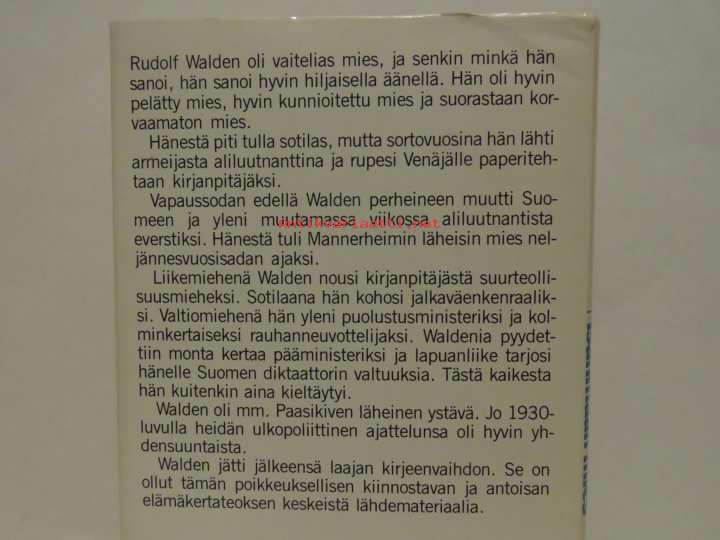 Rudolf Walden oli vaitelias mies, ja senkin minkä hän
sanoi, hän sanoi hyvin hiljaisella äänellä. Hän oli hyvin
pelätty mies, hyvin kunnioitettu mies ja suorastaan kor-
vaamaton mies.
Hänestä piti tulla sotilas, mutta sortovuosina hän lähti
armeijasta aliluutnanttina ja rupesi Venäjälle paperiteh-
taan kirjanpitäjäksi.
Vapaussodan edellä Walden perheineen muutti Suo-
meen ja yleni muutamassa viikossa aliluutnantista
Antikvariaatti.net
everstiksi. Hänestä tuli Mannerheimin läheisin mies nel-
jännesvuosisadan ajaksi.
Liikemiehenä Walden nousi kirjanpitäjästä suurteolli-
suusmieheksi. Sotilaana hän kohosi jalkaväenkenraalik-
si. Valtiomiehenä hän yleni puolustusministeriksi ja kol-
minkertaiseksi rauhanneuvottelijaksi. Waldenia pyydet-
tiin monta kertaa pääministeriksi ja lapuanliike tarjosi
hänelle Suomen diktaattorin valtuuksia. Tästä kaikesta
hän kuitenkin aina kieltäytyi.
Walden oli mm. Paasikiven läheinen ystävä. Jo 1930-
luvulla heidän ulkopoliittinen ajattelunsa oli hyvin yh-
densuuntaista.
Walden jätti jälkeensä laajan kirjeenvaihdon. Se on
ollut tämän poikkeuksellisen kiinnostavan ja antoisan
elämäkertateoksen keskeistä lähdemateriaalia.